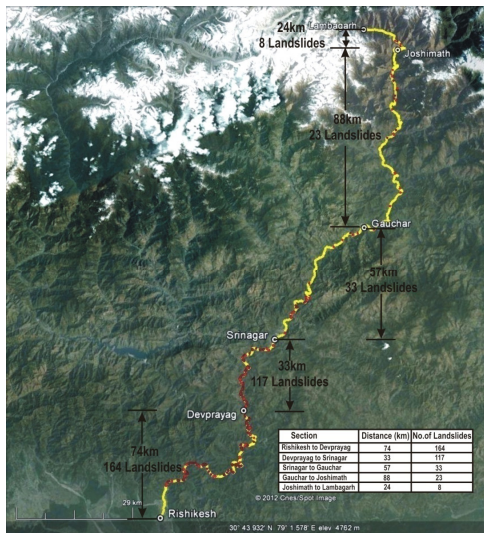 24km
Lambagarh
8 Landslides
Joshimath
88km
23 Landslides
Gauchar
57km
33 Landslides
Srinagar
33km
117 Landslides
Devprayag
74km
164 Landslides
29 km
Rishikesh
Section Distance (km) No.of Landslides
Rishikesh to Devprayag 74 164
Devprayag to Srinagar 33 117
Srinagar to Gauchar 57 33
Gauchar to Joshimath 88 23
Joshimath to Lambagarh 24 8
© 2012 Cnes/Spot Image
30° 43 932' N 79° 1 578' E elev 4762 m